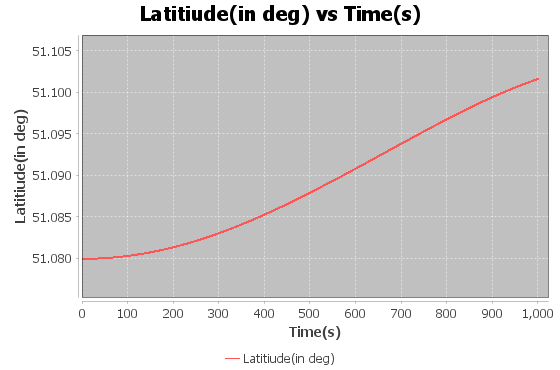 Latitiude(in deg) vs Time(s)
Latitiude(in deg)
51.105
51.100
51.095
51.090
51.085
51.080
0 100 200 300 400 500 600 700 800 900 1,000
Time(s)
Latitiude(in deg)